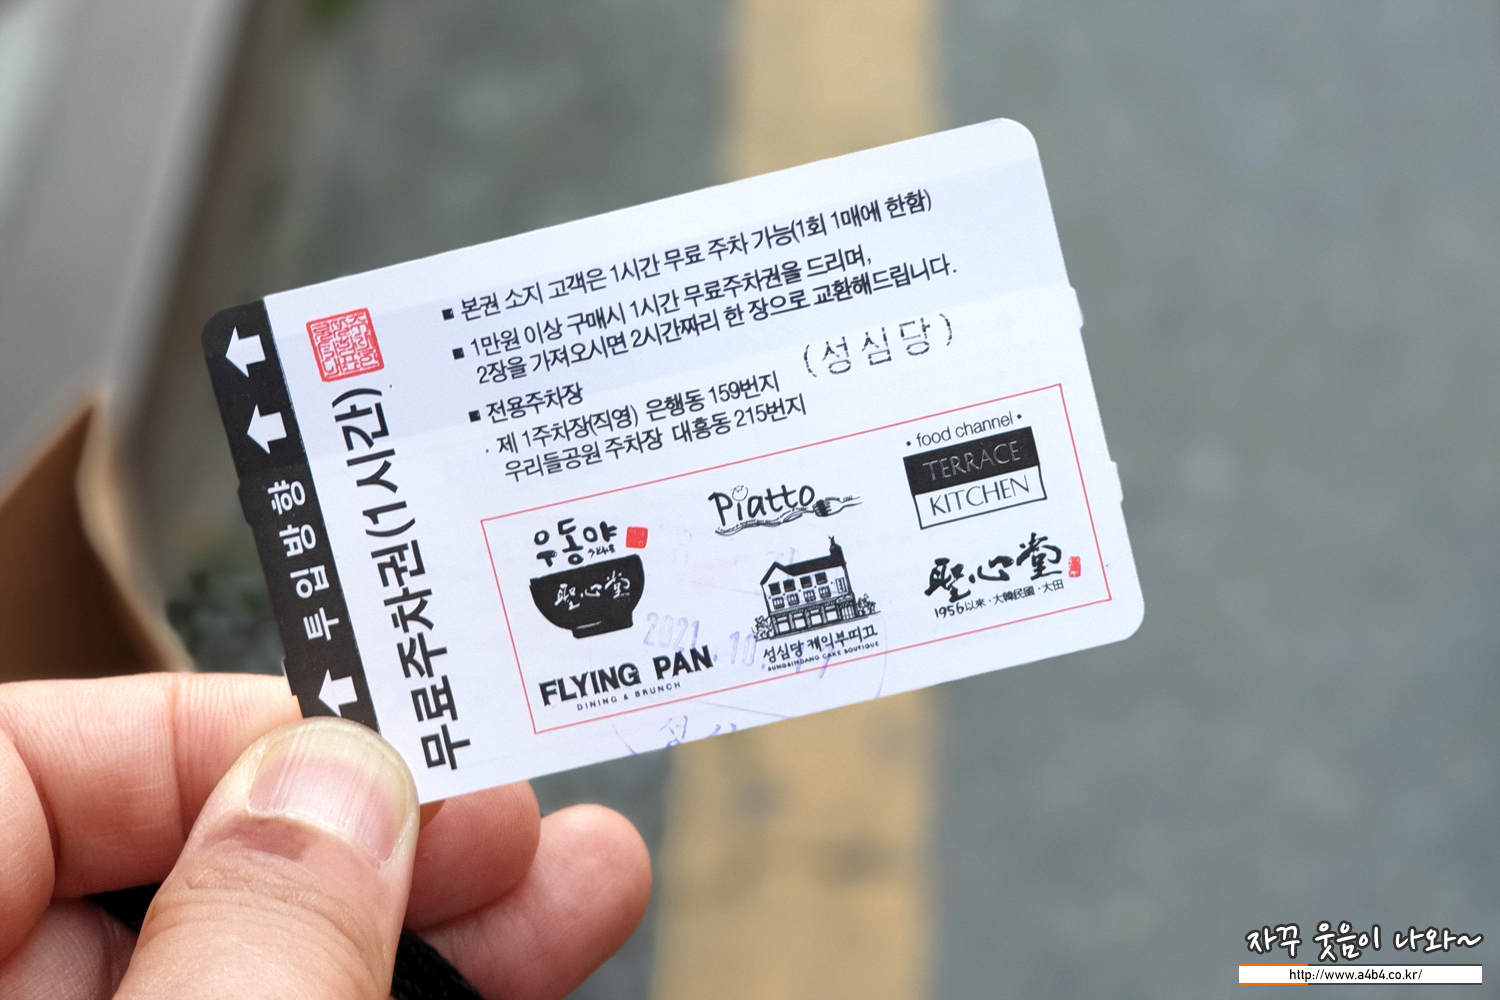 투입방향
무료주차권(1시간)
■ 본권 소지 고객은 1시간 무료 주차 가능(1회 1매에 한함)
■ 1만원 이상 구매시 1시간 무료주차권을 드리며,
2장을 가져오시면 2시간짜리 한 장으로 교환해드립니다.
(성심당)
■ 전용주차장
· 제 1주차장(직영) 은행동 159번지
우리들공원 주차장 대흥동 215번지
우동야
聖心堂
Piatto
• food channel •
TERRACE
KITCHEN
FLYING PAN
DINING & BRUNCH
성심당 케익부띠끄
SUNGSIMDANG CAKE BOUTIQUE
聖心堂
1956以来·大韓民國·大田
2021. 10.
자꾸 웃음이 나와~
http://www.a4b4.co.kr/